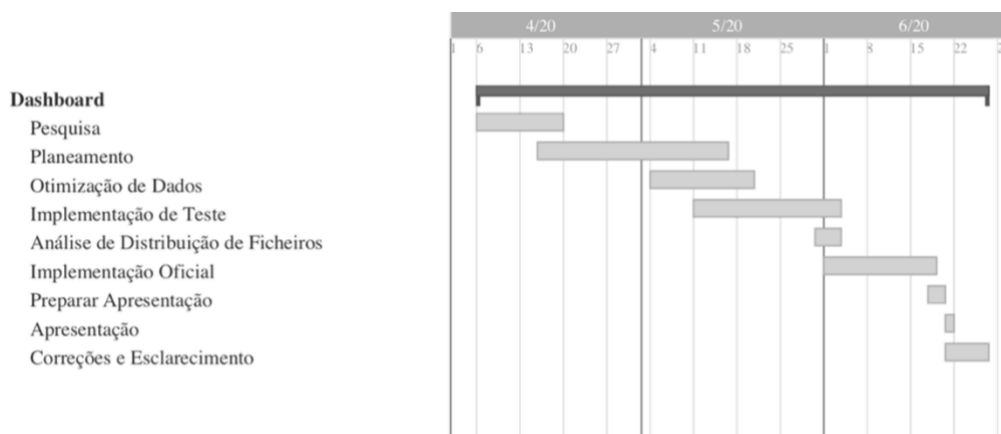 4/20 5/20 6/20
1 6 13 20 27 4 11 18 25 1 8 15 22
Dashboard
Pesquisa
Planeamento
Otimização de Dados
Implementação de Teste
Análise de Distribuição de Ficheiros
Implementação Oficial
Preparar Apresentação
Apresentação
Correções e Esclarecimento